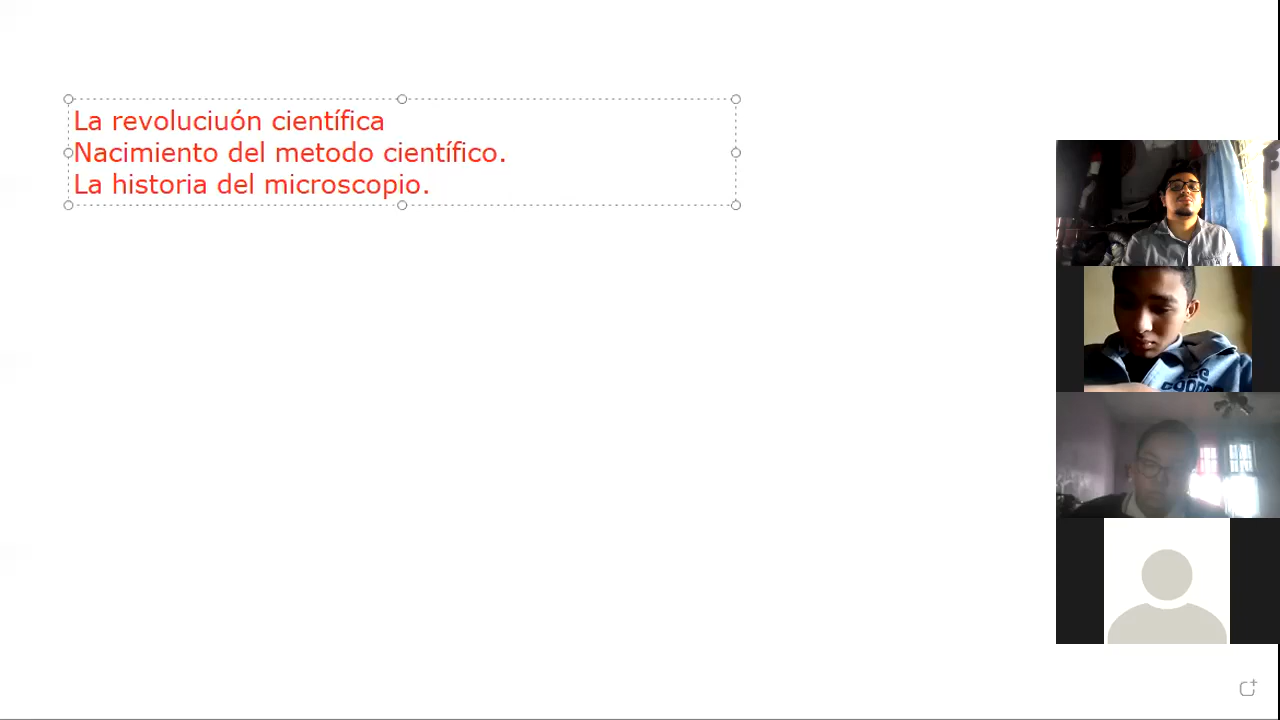 La revoluciuón científica
Nacimiento del metodo científico.
La historia del microscopio.